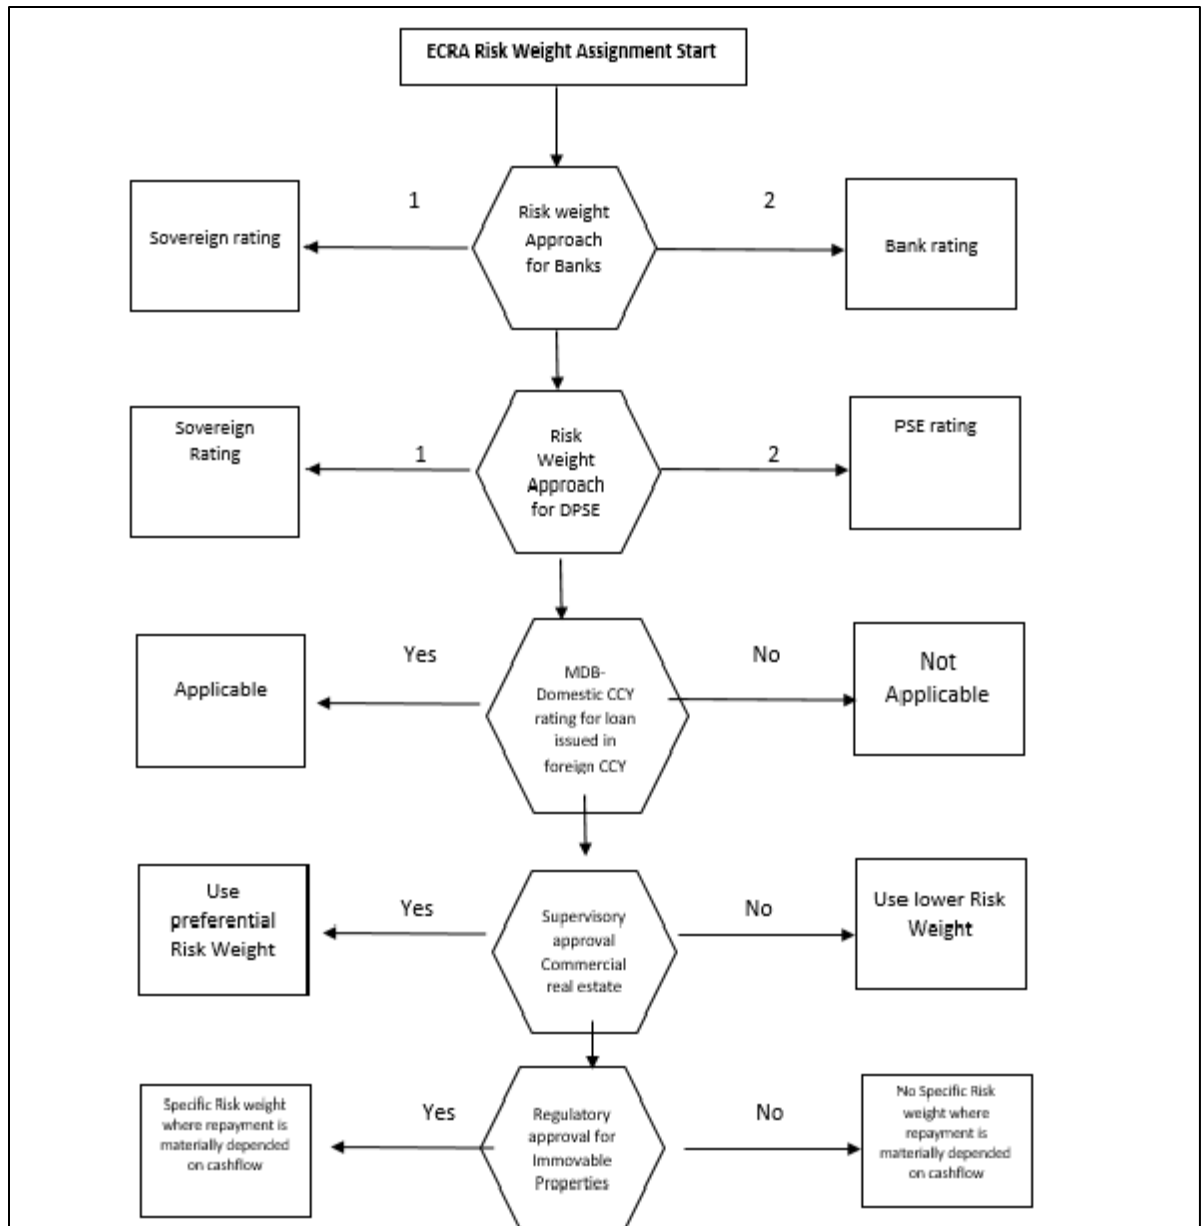 ECRA Risk Weight Assignment Start
1
2
Sovereign rating
Risk weight
Approach
for Banks
Bank rating
Sovereign
Rating
1
Risk
Weight
Approach
for DPSE
2
PSE rating
Applicable
Yes
MDB-
Domestic CCY
rating for loan
issued in
foreign CCY
No
Not
Applicable
Use
preferential
Risk Weight
Yes
Supervisory
approval
Commercial
real estate
No
Use lower Risk
Weight
Specific Risk weight
where repayment is
materially depended
on cashflow
Yes
Regulatory
approval for
Immovable
Properties
No
No Specific Risk
weight where
repayment is
materially depended
on cashflow